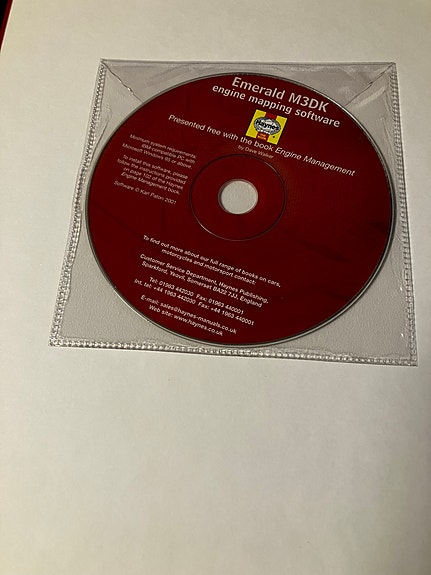 Emerald M3DK
engine mapping software
Haynes
Presented free with the book Engine Management
by Dave Walker
Minimum system requirements:
IBM compatible PC with
Microsoft Windows 95 or above.
To install this software, please
follow the instructions provided
on page 102 of the Haynes
Engine Management book.
Software © Karl Paton 2001
To find out more about our full range of books on cars,
motorcycles and motorsport contact:
Customer Service Department, Haynes Publishing,
Sparkford, Yeovil, Somerset BA22 7JJ, England
Tel: 01963 442030 Fax: 01963 440001
Int. tel: +44 1963 442030 Fax: +44 1963 440001
E-mail: sales@haynes-manuals.co.uk
Web site: www.haynes.co.uk